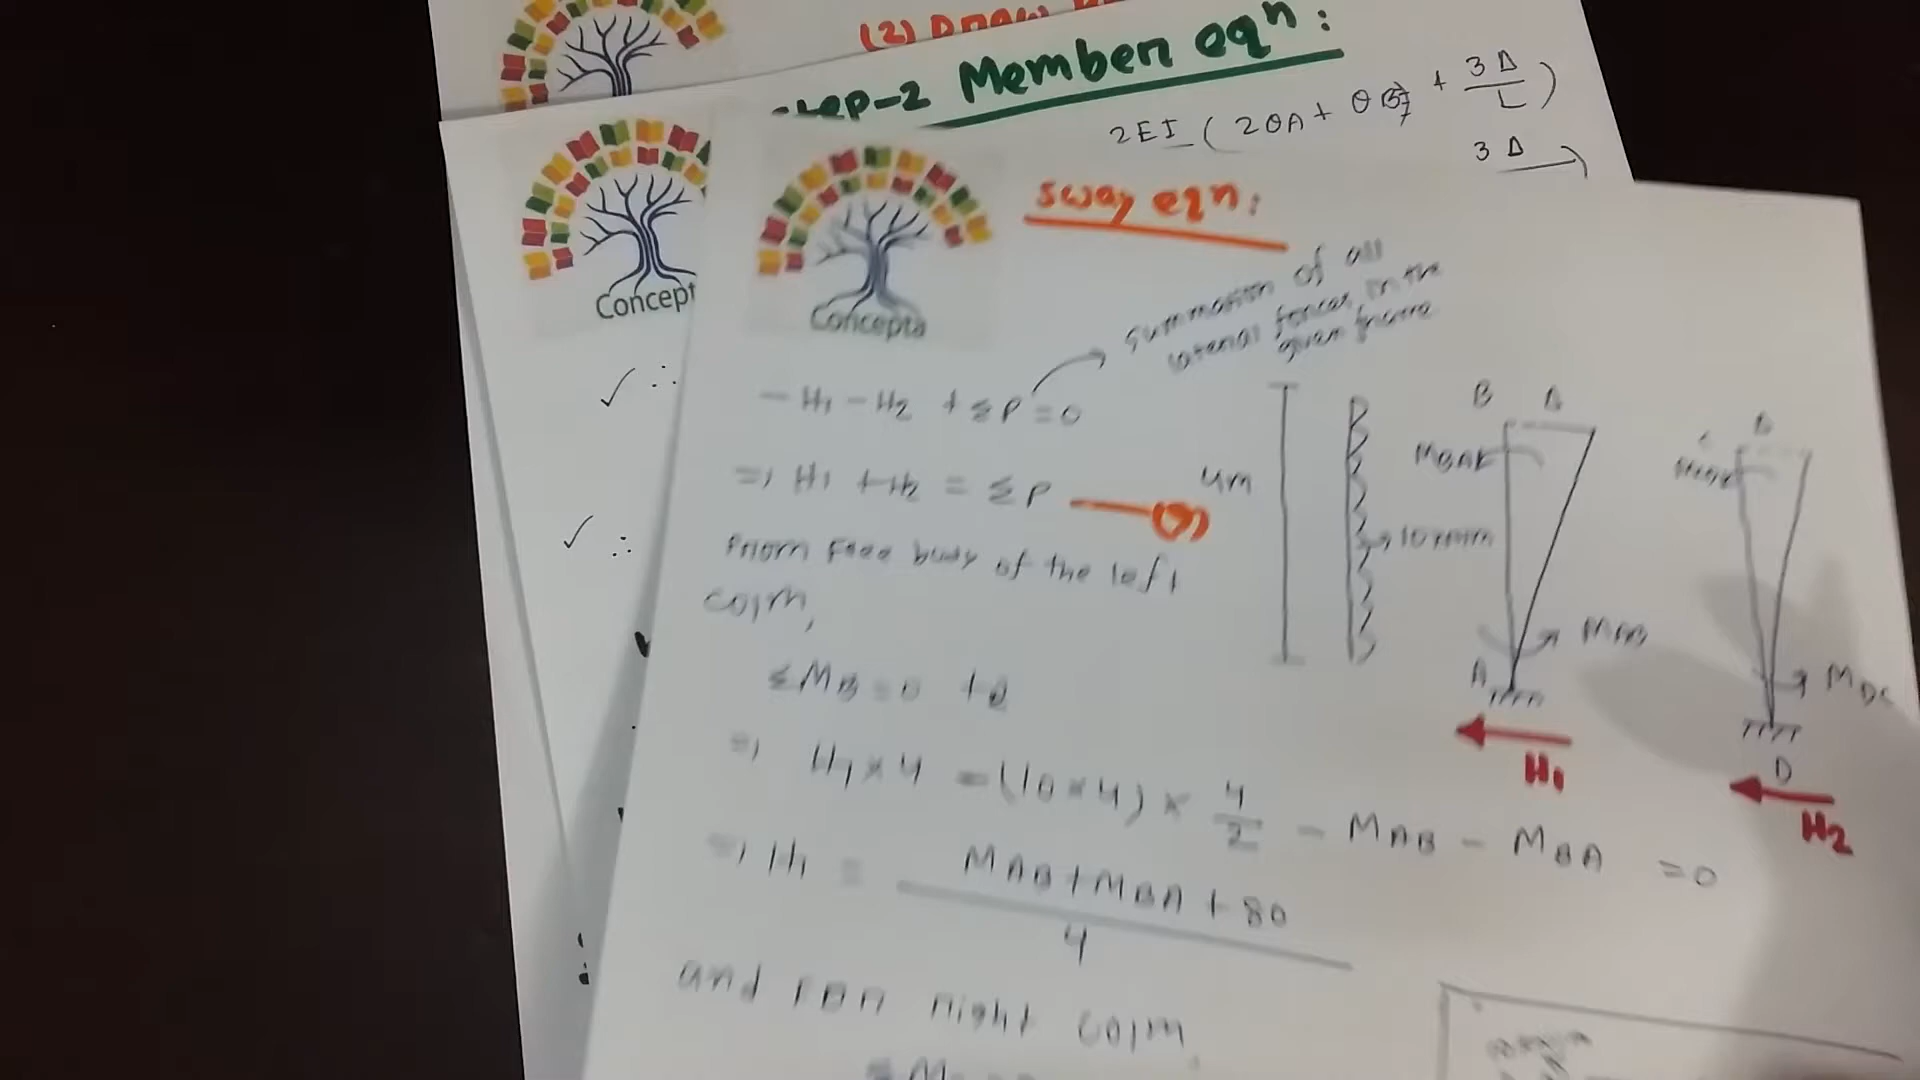 (2) Draw
Step-2 Member eqn:
2EI ( 2θA + θB + 3Δ/L )
3Δ
Concept
Concepta
Sway eqn:
summation of all
lateral forces in the
given frame
- H1 - H2 + ΣP = 0
=> H1 + H2 = ΣP
From free body of the left
colm,
ΣMB = 0 +
=> H1 × 4 = (10 × 4) × 4/2 - MAB - MBA = 0
=> H1 = MAB + MBA + 80 / 4
and for right colm,
4m
B Δ
MBA
MAB
A
H1
MDC
D
H2